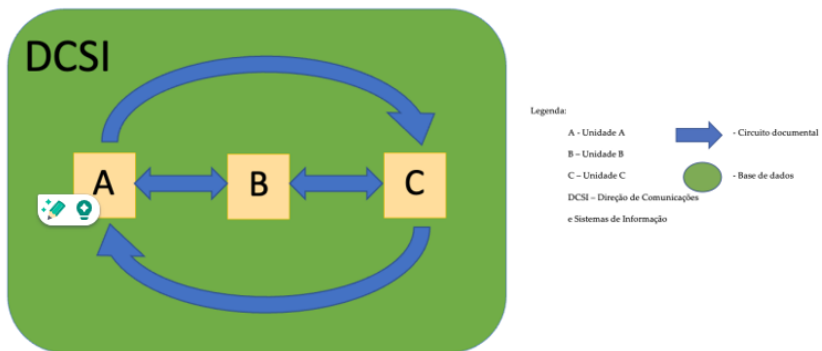 DCSI
A
B
C
Legenda:
A - Unidade A
- Circuito documental
B – Unidade B
C – Unidade C
- Base de dados
DCSI – Direção de Comunicações
e Sistemas de Informação